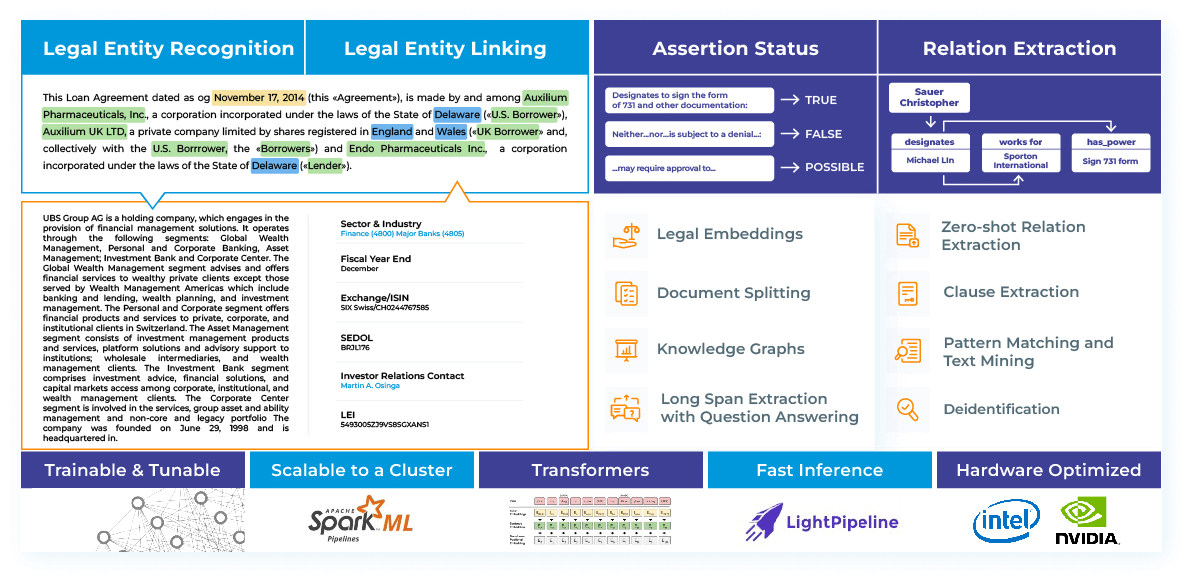 Legal Entity Recognition
Legal Entity Linking
Assertion Status
Relation Extraction
This Loan Agreement dated as og November 17, 2014 (this «Agreement»), is made by and among Auxilium
Pharmaceuticals, Inc., a corporation incorporated under the laws of the State of Delaware («U.S. Borrower»),
Auxilium UK LTD, a private company limited by shares registered in England and Wales («UK Borrower» and,
collectively with the U.S. Borrrower, the «Borrowers») and Endo Pharmaceuticals Inc., a corporation
incorporated under the laws of the State of Delaware («Lender»).
Designates to sign the form
of 731 and other documentation:
TRUE
Neither...nor...is subject to a denial...:
FALSE
...may require approval to...
POSSIBLE
Sauer
Christopher
designates
Michael LIn
works for
Sporton
International
has_power
Sign 731 form
UBS Group AG is a holding company, which engages in the
provision of financial management solutions. It operates
through the following segments: Global Wealth
Management, Personal and Corporate Banking, Asset
Management; Investment Bank and Corporate Center. The
Global Wealth Management segment advises and offers
financial services to wealthy private clients except those
served by Wealth Management Americas which include
banking and lending, wealth planning, and investment
management. The Personal and Corporate segment offers
financial products and services to private, corporate, and
institutional clients in Switzerland. The Asset Management
segment consists of investment management products
and services, platform solutions and advisory support to
institutions; wholesale intermediaries, and wealth
management clients. The Investment Bank segment
comprises investment advice, financial solutions, and
capital markets access among corporate, institutional, and
wealth management clients. The Corporate Center
segment is involved in the services, group asset and ability
management and non-core and legacy portfolio The
company was founded on June 29, 1998 and is
headquartered in.
Sector & Industry
Finance (4800) Major Banks (4805)
Fiscal Year End
December
Exchange/ISIN
SIX Swiss/CH0244767585
SEDOL
BRJL176
Investor Relations Contact
Martin A. Osinga
LEI
5493005ZJ9VS8SGXAN51
Legal Embeddings
Document Splitting
Knowledge Graphs
Long Span Extraction
with Question Answering
Zero-shot Relation
Extraction
Clause Extraction
Pattern Matching and
Text Mining
Deidentification
Trainable & Tunable
Scalable to a Cluster
Transformers
Fast Inference
Hardware Optimized
APACHE
Spark ML
Pipelines
LightPipeline
intel
NVIDIA